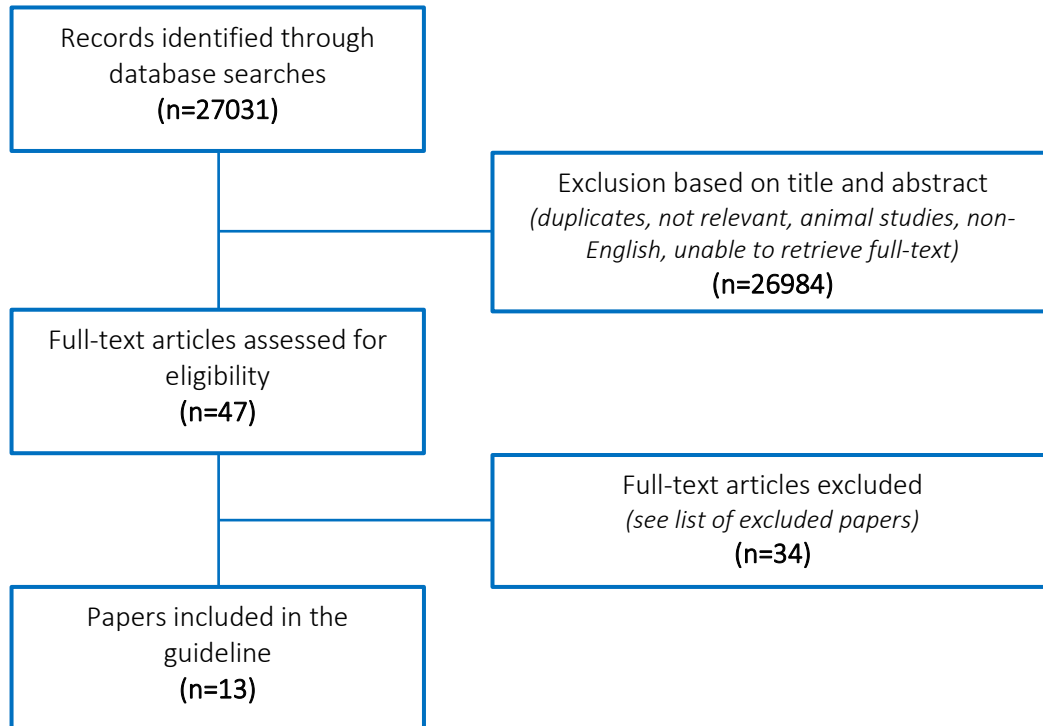 Records identified through
database searches
(n=27031)
Exclusion based on title and abstract
(duplicates, not relevant, animal studies, non-
English, unable to retrieve full-text)
(n=26984)
Full-text articles assessed for
eligibility
(n=47)
Full-text articles excluded
(see list of excluded papers)
(n=34)
Papers included in the
guideline
(n=13)